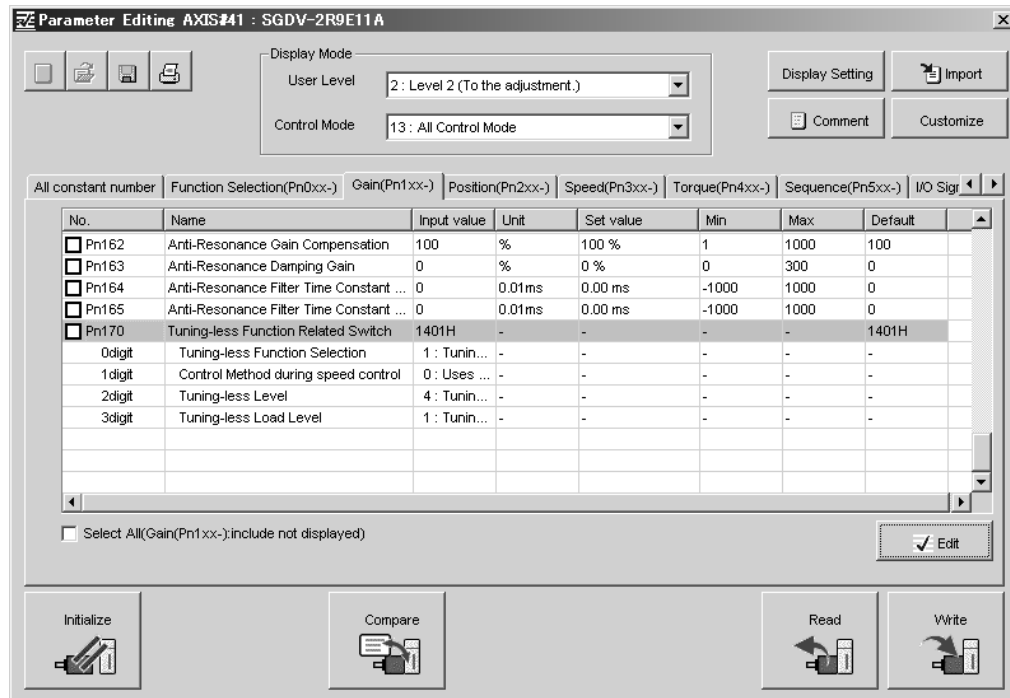 Parameter Editing AXIS#41 : SGDV-2R9E11A
Display Mode
User Level 2 : Level 2 (To the adjustment.)
Control Mode 13 : All Control Mode
Display Setting Import
Comment Customize
All constant number Function Selection(Pn0xx-) Gain(Pn1xx-) Position(Pn2xx-) Speed(Pn3xx-) Torque(Pn4xx-) Sequence(Pn5xx-) I/O Sigr
No. Name Input value Unit Set value Min Max Default
Pn162 Anti-Resonance Gain Compensation 100 % 100 % 1 1000 100
Pn163 Anti-Resonance Damping Gain 0 % 0 % 0 300 0
Pn164 Anti-Resonance Filter Time Constant ... 0 0.01ms 0.00 ms -1000 1000 0
Pn165 Anti-Resonance Filter Time Constant ... 0 0.01ms 0.00 ms -1000 1000 0
Pn170 Tuning-less Function Related Switch 1401H - - - - 1401H
0digit Tuning-less Function Selection 1 : Tunin... - - - - -
1digit Control Method during speed control 0 : Uses ... - - - - -
2digit Tuning-less Level 4 : Tunin... - - - - -
3digit Tuning-less Load Level 1 : Tunin... - - - - -
Select All(Gain(Pn1xx-):include not displayed)
Edit
Initialize Compare Read Write